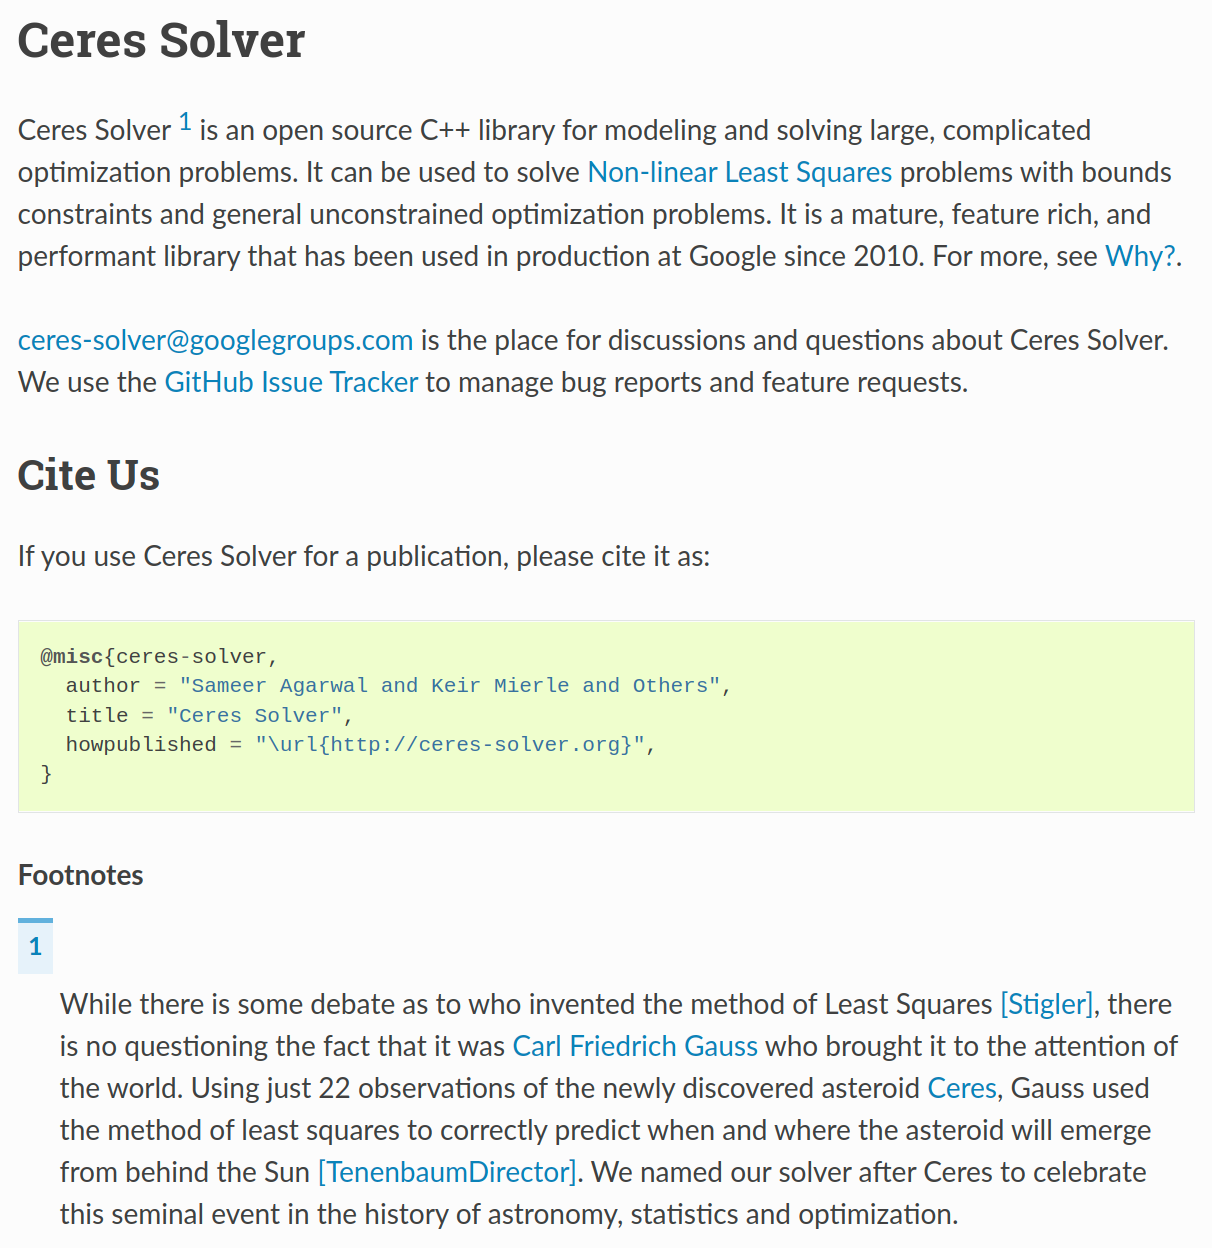 Ceres Solver
Ceres Solver 1 is an open source C++ library for modeling and solving large, complicated
optimization problems. It can be used to solve Non-linear Least Squares problems with bounds
constraints and general unconstrained optimization problems. It is a mature, feature rich, and
performant library that has been used in production at Google since 2010. For more, see Why?.
ceres-solver@googlegroups.com is the place for discussions and questions about Ceres Solver.
We use the GitHub Issue Tracker to manage bug reports and feature requests.
Cite Us
If you use Ceres Solver for a publication, please cite it as:
@misc{ceres-solver,
  author = "Sameer Agarwal and Keir Mierle and Others",
  title = "Ceres Solver",
  howpublished = "\url{http://ceres-solver.org}",
}
Footnotes
1
While there is some debate as to who invented the method of Least Squares [Stigler], there
is no questioning the fact that it was Carl Friedrich Gauss who brought it to the attention of
the world. Using just 22 observations of the newly discovered asteroid Ceres, Gauss used
the method of least squares to correctly predict when and where the asteroid will emerge
from behind the Sun [TenenbaumDirector]. We named our solver after Ceres to celebrate
this seminal event in the history of astronomy, statistics and optimization.